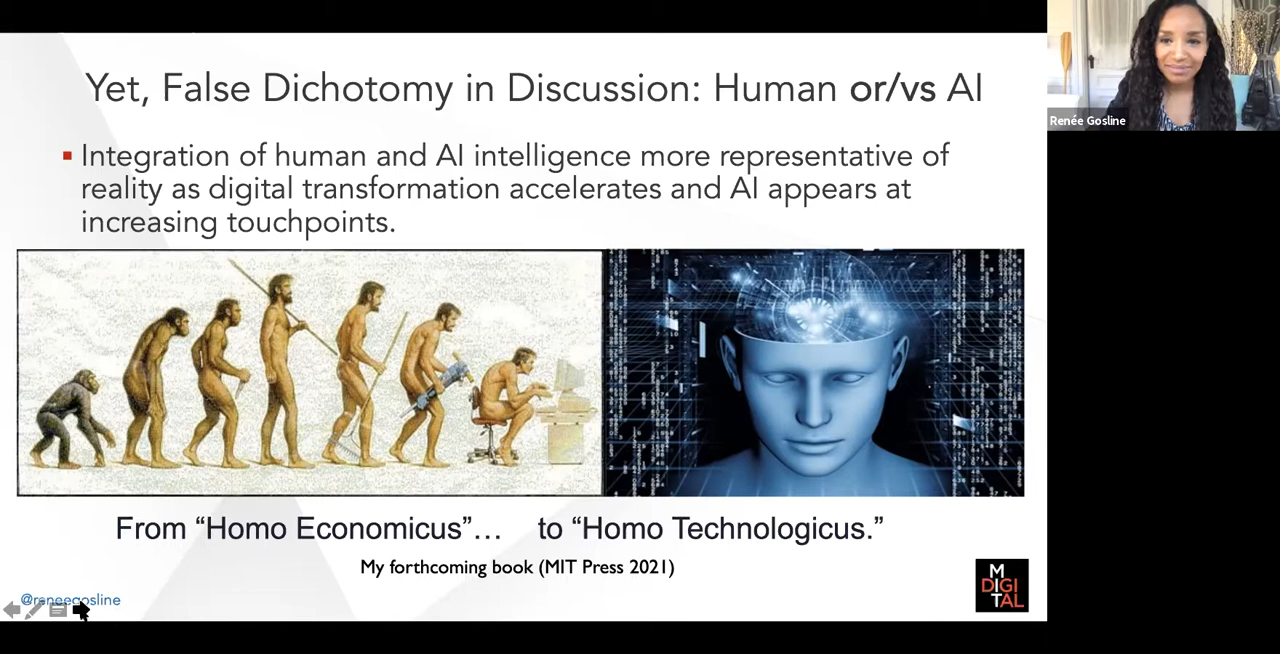 Yet, False Dichotomy in Discussion: Human or/vs AI
▪ Integration of human and AI intelligence more representative of
reality as digital transformation accelerates and AI appears at
increasing touchpoints.
From “Homo Economicus”… to “Homo Technologicus.”
My forthcoming book (MIT Press 2021)
@reneegosline
M
DIGI
TAL
Renée Gosline